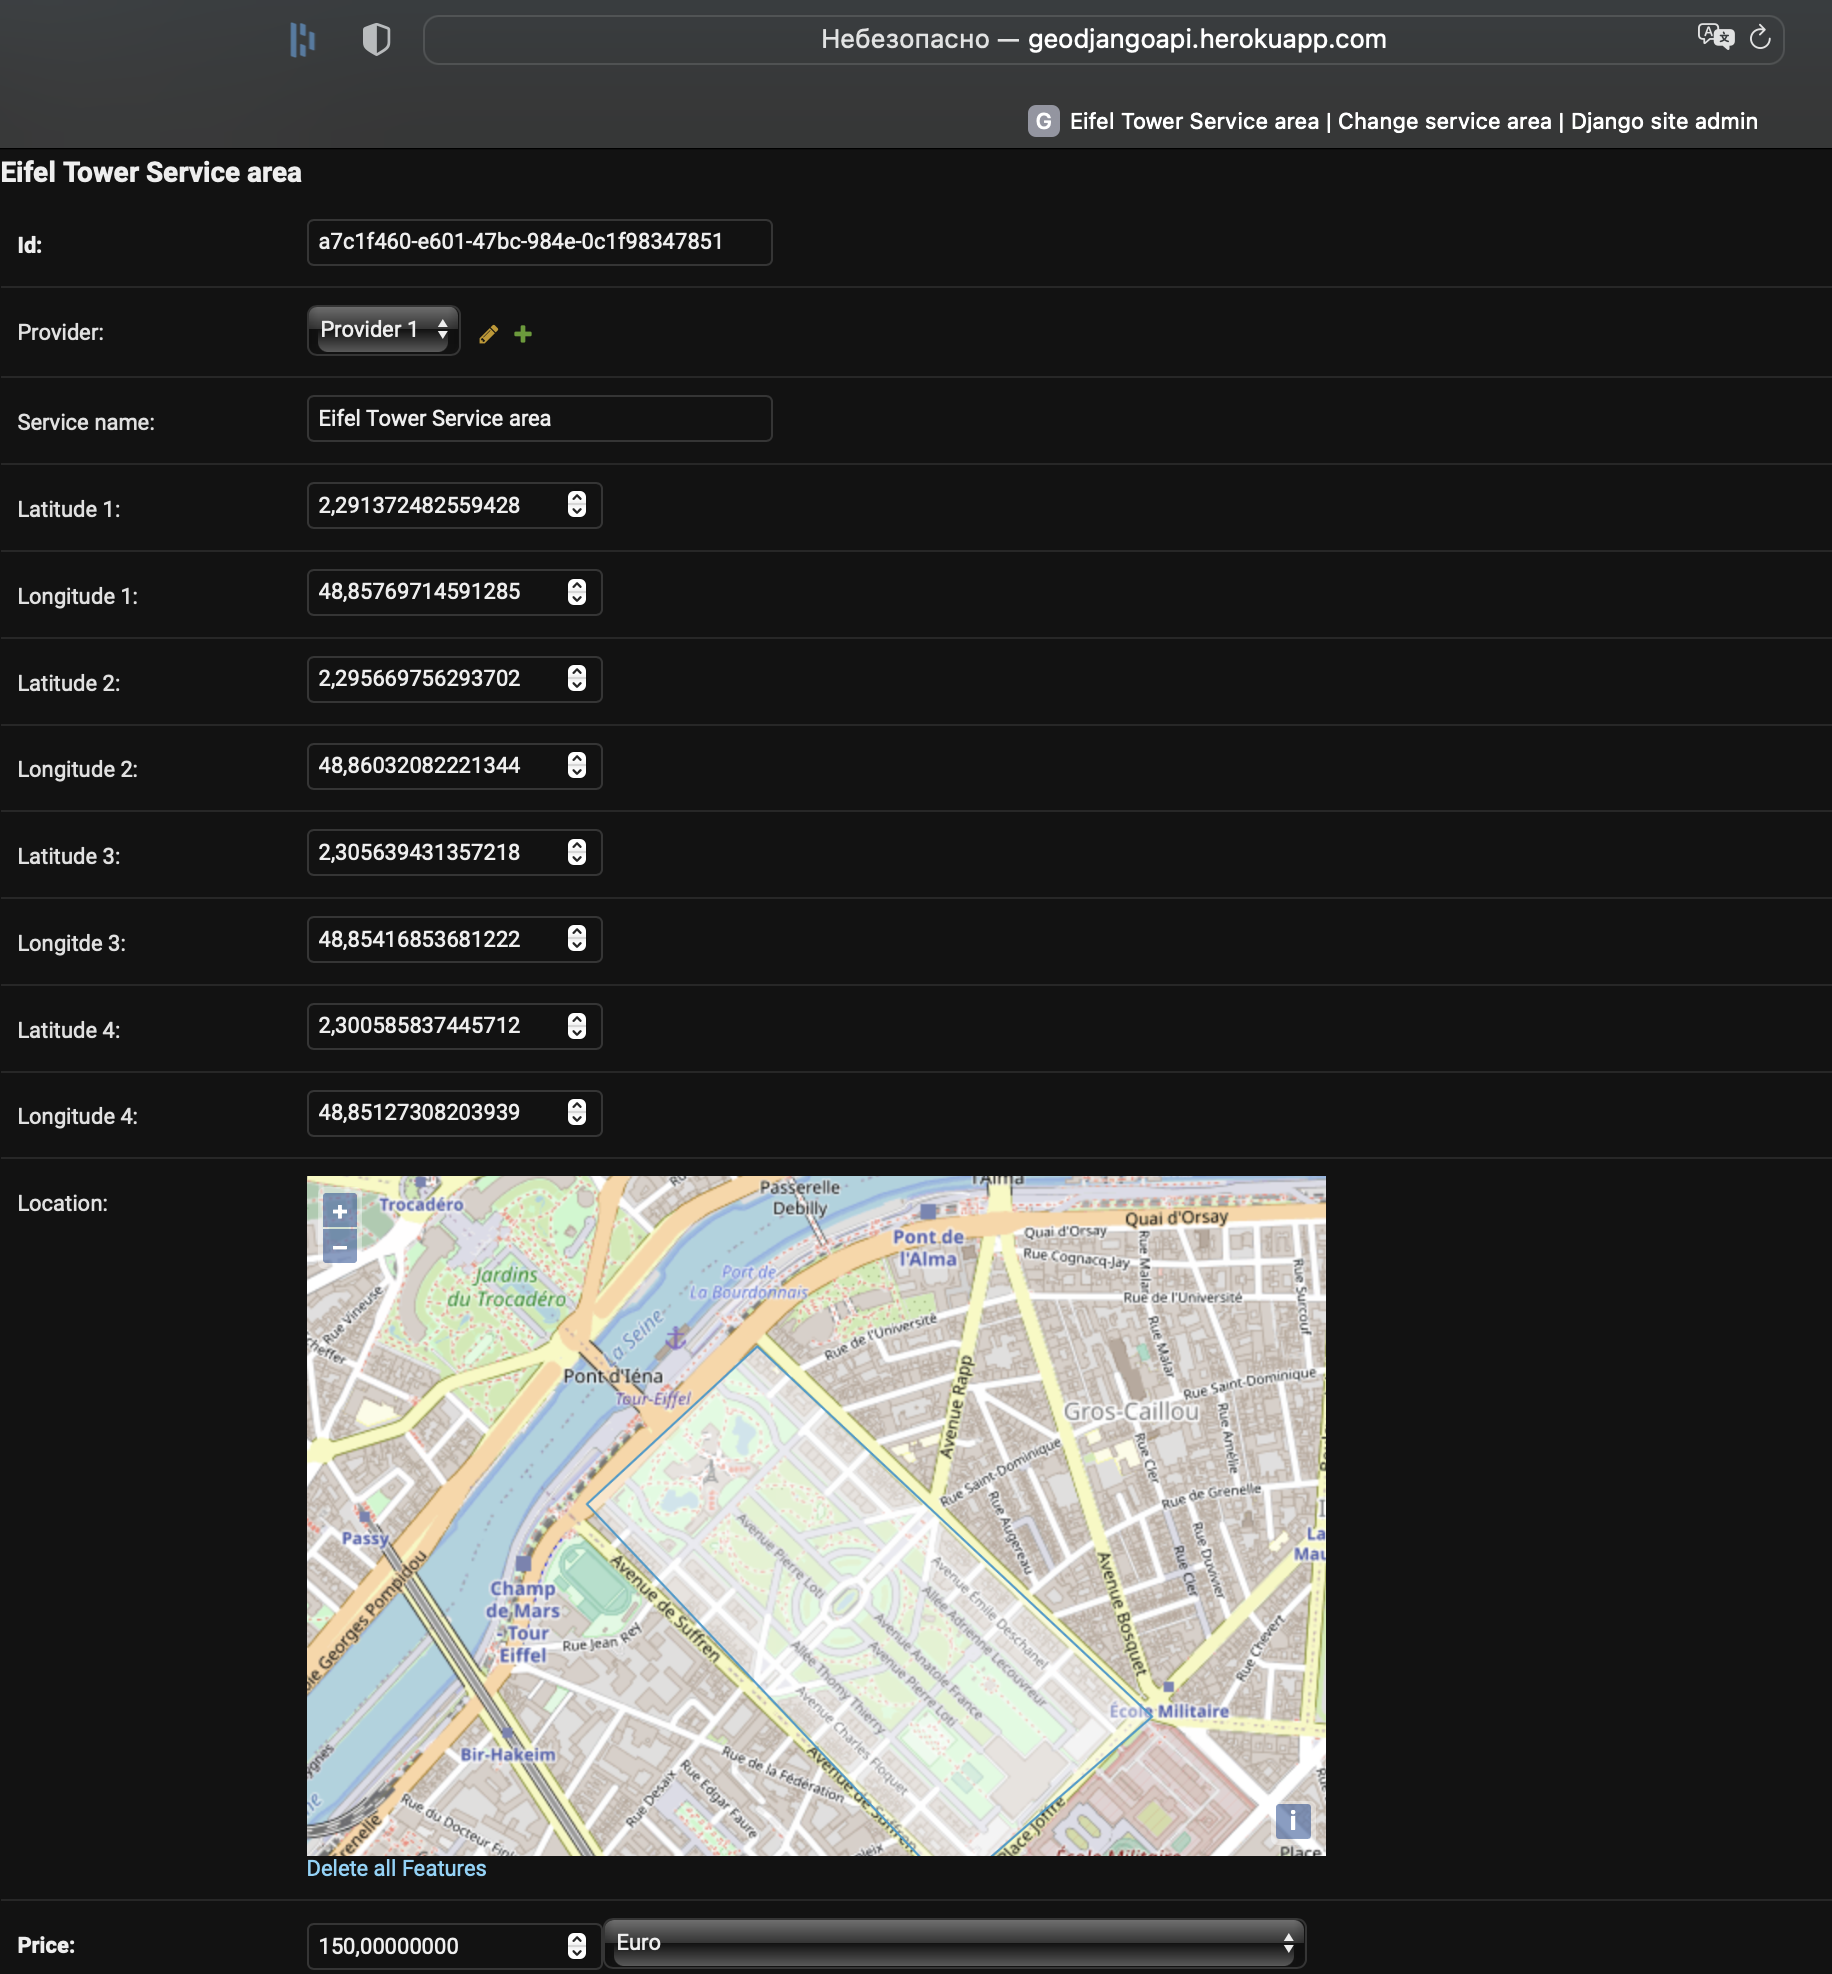 Небезопасно — geodjangoapi.herokuapp.com
G Eifel Tower Service area | Change service area | Django site admin
Eifel Tower Service area
Id: a7c1f460-e601-47bc-984e-0c1f98347851
Provider: Provider 1
Service name: Eifel Tower Service area
Latitude 1: 2,291372482559428
Longitude 1: 48,85769714591285
Latitude 2: 2,295669756293702
Longitude 2: 48,86032082221344
Latitude 3: 2,305639431357218
Longitde 3: 48,85416853681222
Latitude 4: 2,300585837445712
Longitude 4: 48,85127308203939
Location:
+
−
Trocadéro
Passerelle
Debilly
l'Alma
Quai d'Orsay
Pont de
l'Alma
Quai d'Orsay
Rue Cognacq-Jay
Rue Malar
Rue Surcouf
Jardins
du Trocadéro
Port de
La Bourdonnais
Rue de l'Université
Rue de l'Université
Rue Vineuse
La Seine
Rue Malar
Pont d'Iéna
Tour-Eiffel
Avenue Rapp
Rue Saint-Dominique
Gros-Caillou
Rue Amélie
Rue Cler
Rue Saint-Dominique
Rue de Grenelle
Rue Augereau
Passy
Avenue Pierre Loti
Rue Duvivier
Rue Cler
Champ
de Mars
- Tour
Eiffel
Avenue de Suffren
Rue Jean Rey
Avenue Émile Deschanel
Allée Adrienne Lecouvreur
Avenue Bosquet
Rue Chevert
Avenue Anatole France
Avenue Pierre Loti
Allée Thomy Thierry
Avenue Charles Floquet
École Militaire
Bir-Hakeim
Rue de la Fédération
Avenue de Suffren
Rue Desaix
Rue Edgar Faure
Place Joffre
École Militaire
Place
i
Delete all Features
Price: 150,00000000 Euro